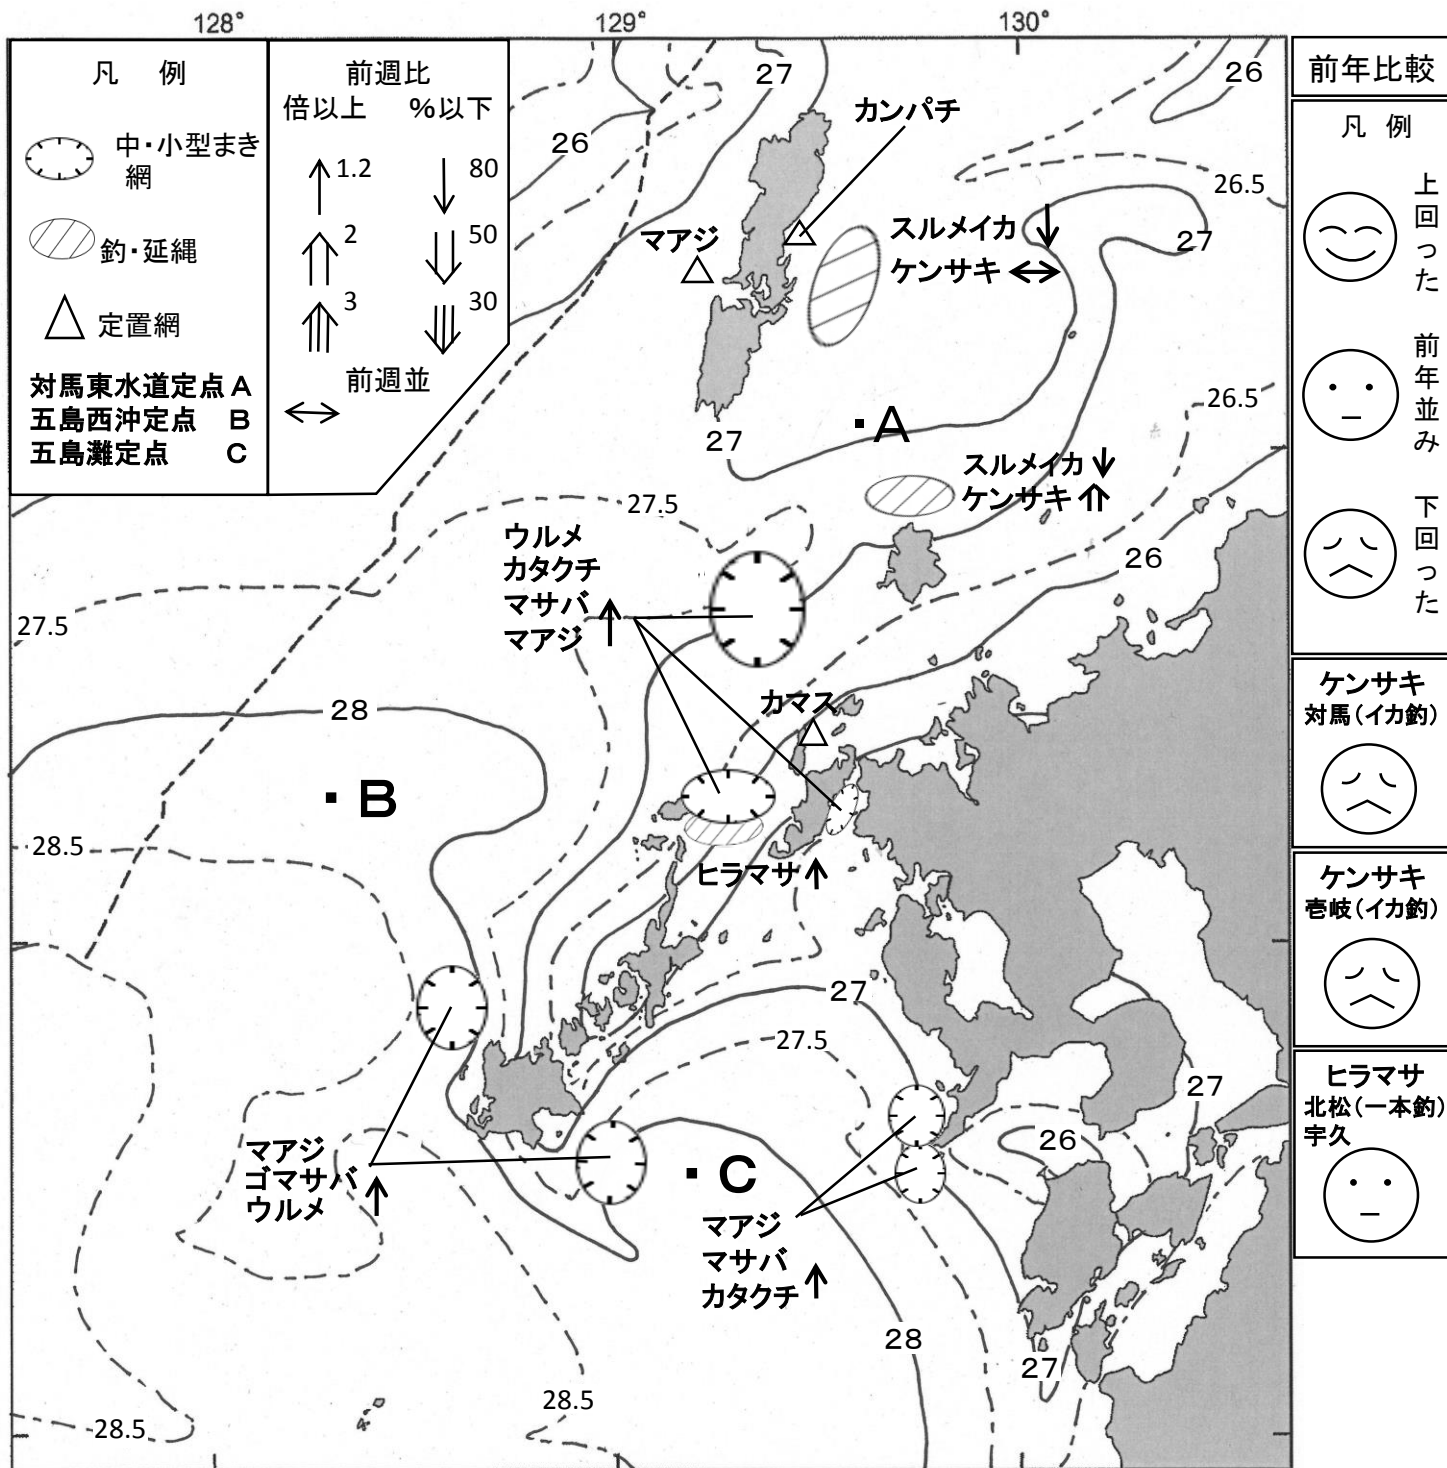 128°
129°
130°
凡 例
中・小型まき
網
釣・延縄
定置網
対馬東水道定点 A
五島西沖定点 B
五島灘定点 C
前週比
倍以上 %以下
1.2 80
2 50
3 30
前週並
27
26
カンパチ
26
26.5
マアジ
スルメイカ
ケンサキ
27
26.5
A
27
スルメイカ
ケンサキ
27.5
ウルメ
カタクチ
マサバ
マアジ
26
27.5
カマス
28
B
28.5
ヒラマサ
27
27.5
27
26
マアジ
ゴマサバ
ウルメ
C
マアジ
マサバ
カタクチ
28
27
28.5
28.5
前年比較
凡 例
上回った
前年並み
下回った
ケンサキ
対馬(イカ釣)
ケンサキ
壱岐(イカ釣)
ヒラマサ
北松(一本釣)
宇久